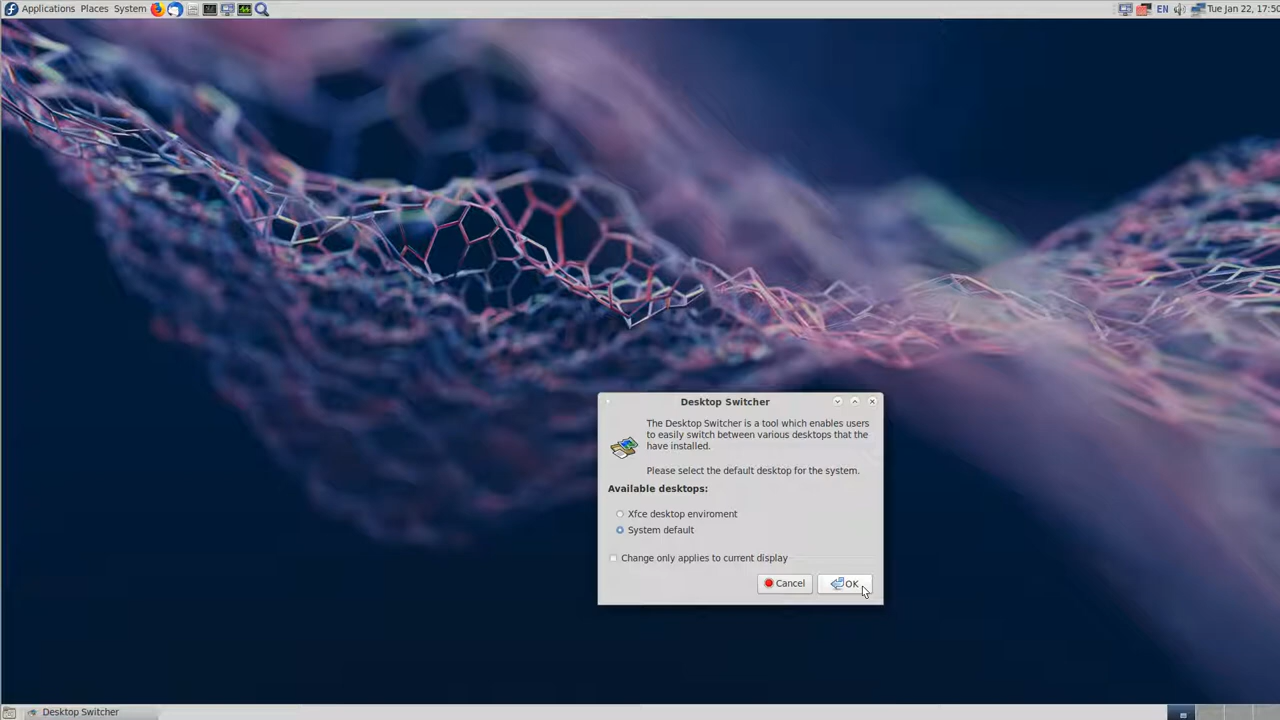 Applications Places System EN Tue Jan 22, 17:50
Desktop Switcher
The Desktop Switcher is a tool which enables users
to easily switch between various desktops that the
have installed.
Please select the default desktop for the system.
Available desktops:
Xfce desktop enviroment
System default
Change only applies to current display
Cancel OK
Desktop Switcher